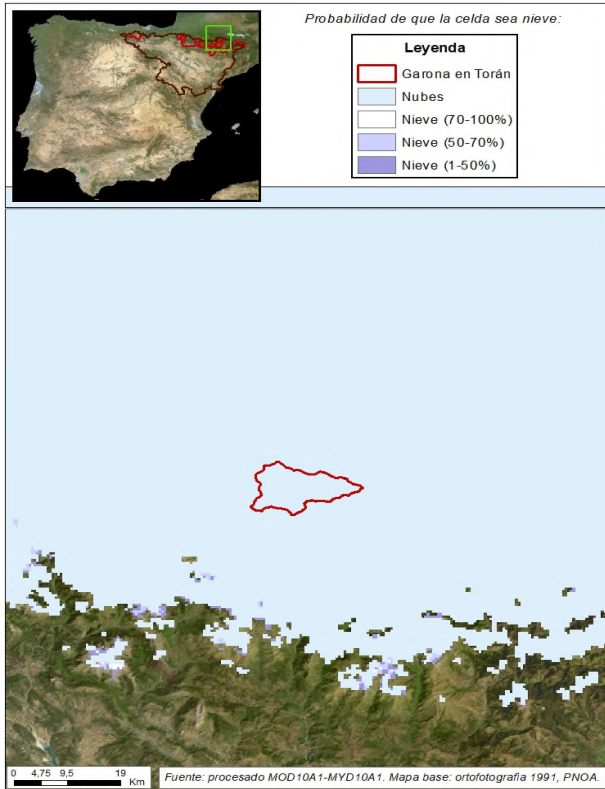 Probabilidad de que la celda sea nieve:
Leyenda
Garona en Torán
Nubes
Nieve (70-100%)
Nieve (50-70%)
Nieve (1-50%)
0 4,75 9,5 19
Km
Fuente: procesado MOD10A1-MYD10A1. Mapa base: ortofotografía 1991, PNOA.